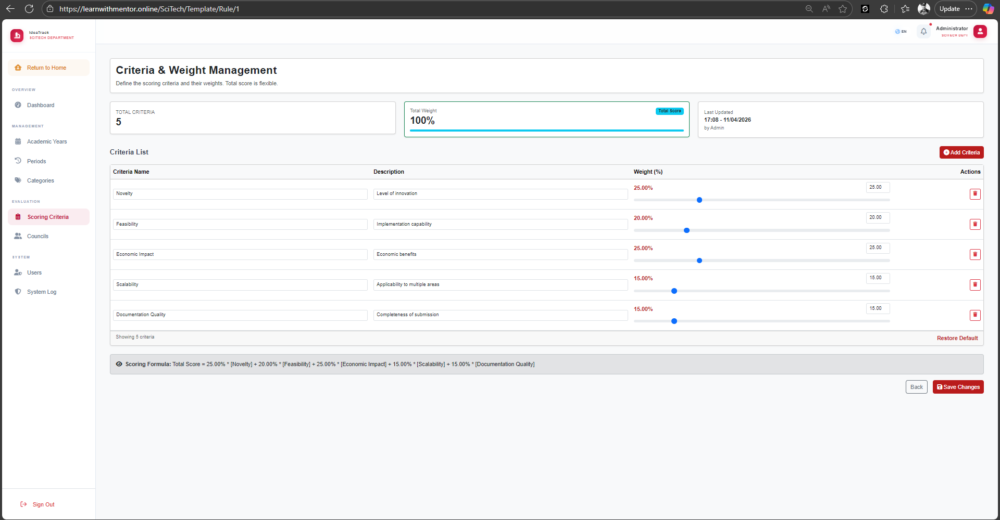 https://learnwithmentor.online/SciTech/Template/Rule/1
Update
IdeaTrack
SCITECH DEPARTMENT
EN
Administrator
SCITECH DEPT
Return to Home
OVERVIEW
Dashboard
MANAGEMENT
Academic Years
Periods
Categories
EVALUATION
Scoring Criteria
Councils
SYSTEM
Users
System Log
Sign Out
Criteria & Weight Management
Define the scoring criteria and their weights. Total score is flexible.
TOTAL CRITERIA
5
Total Weight
Total Score
100%
Last Updated
17:08 - 11/04/2026
by Admin
Criteria List
Add Criteria
Criteria Name Description Weight (%) Actions
Novelty Level of innovation 25.00% 25.00
Feasibility Implementation capability 20.00% 20.00
Economic Impact Economic benefits 25.00% 25.00
Scalability Applicability to multiple areas 15.00% 15.00
Documentation Quality Completeness of submission 15.00% 15.00
Showing 5 criteria
Restore Default
Scoring Formula: Total Score = 25.00% * [Novelty] + 20.00% * [Feasibility] + 25.00% * [Economic Impact] + 15.00% * [Scalability] + 15.00% * [Documentation Quality]
Back
Save Changes